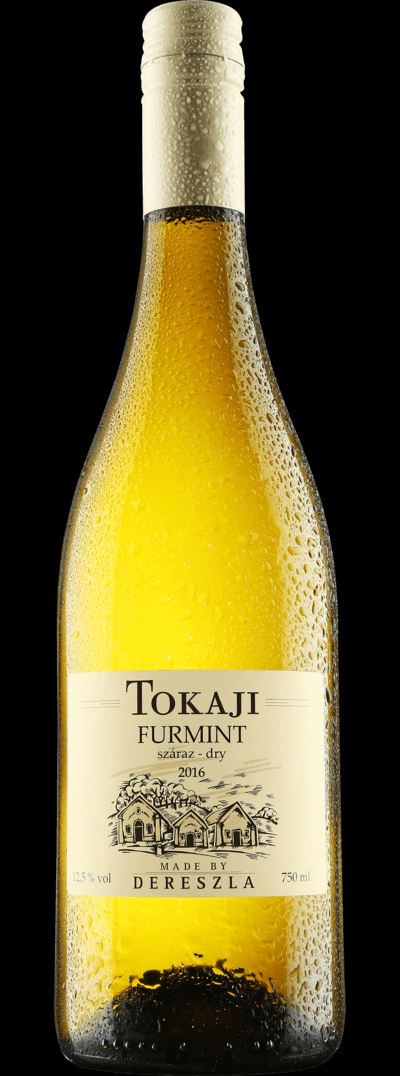 TOKAJI
FURMINT
száraz - dry
2016
MADE BY
12,5 % vol DERESZLA 750 ml